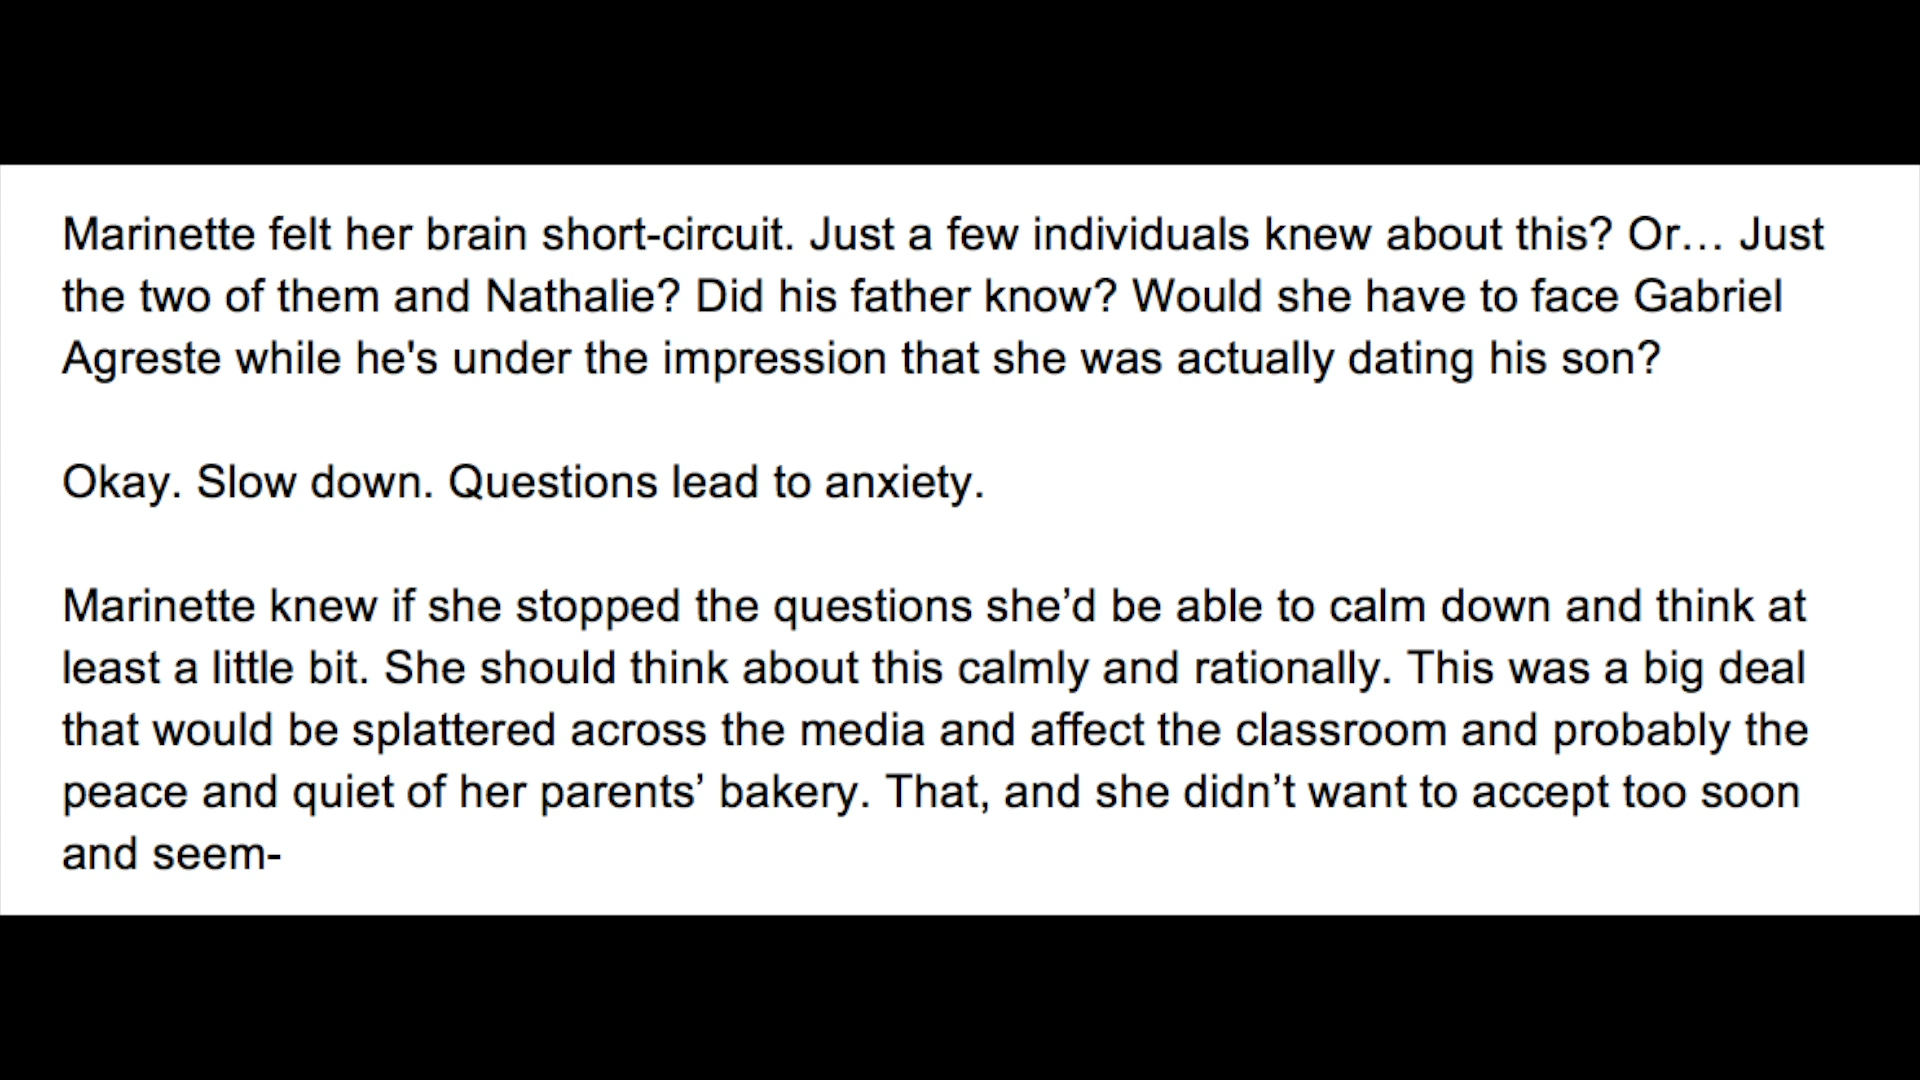 Marinette felt her brain short-circuit. Just a few individuals knew about this? Or… Just
the two of them and Nathalie? Did his father know? Would she have to face Gabriel
Agreste while he's under the impression that she was actually dating his son?
Okay. Slow down. Questions lead to anxiety.
Marinette knew if she stopped the questions she’d be able to calm down and think at
least a little bit. She should think about this calmly and rationally. This was a big deal
that would be splattered across the media and affect the classroom and probably the
peace and quiet of her parents’ bakery. That, and she didn’t want to accept too soon
and seem-